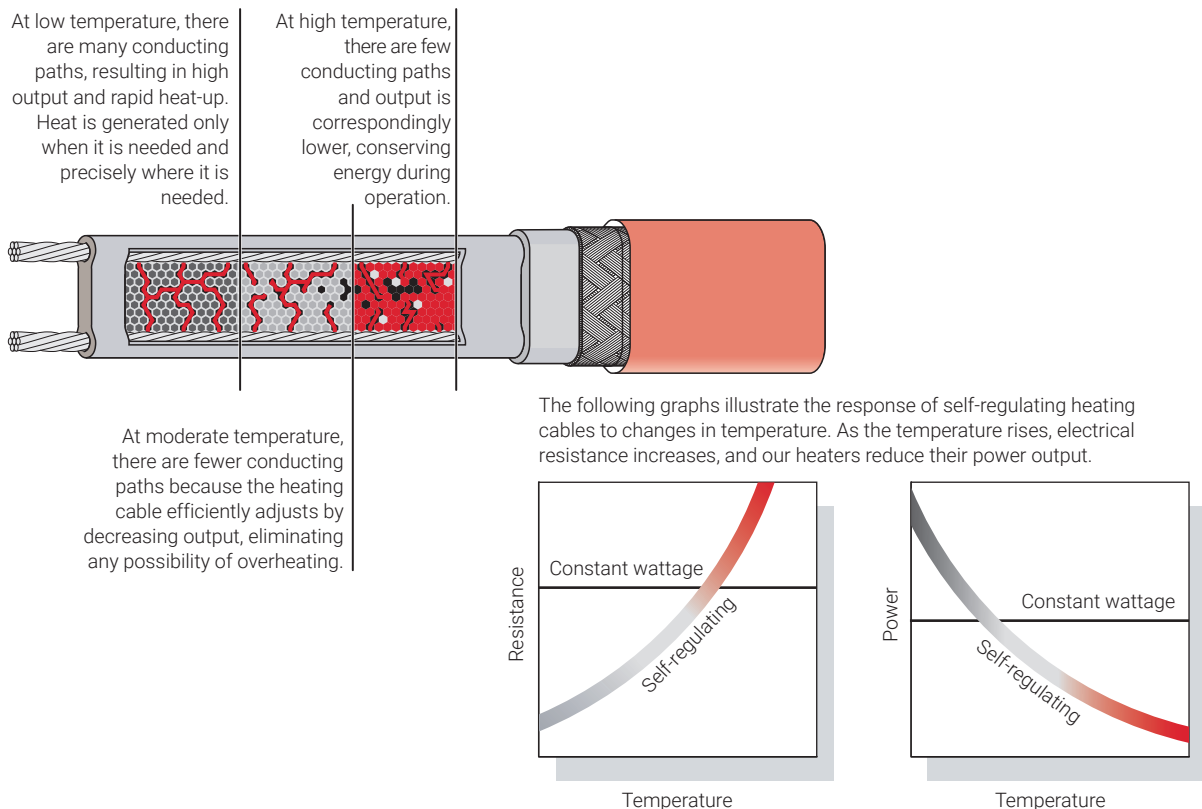 At low temperature, there
are many conducting
paths, resulting in high
output and rapid heat-up.
Heat is generated only
when it is needed and
precisely where it is
needed.
At high temperature,
there are few
conducting paths
and output is
correspondingly
lower, conserving
energy during
operation.
At moderate temperature,
there are fewer conducting
paths because the heating
cable efficiently adjusts by
decreasing output, eliminating
any possibility of overheating.
The following graphs illustrate the response of self-regulating heating
cables to changes in temperature. As the temperature rises, electrical
resistance increases, and our heaters reduce their power output.
Resistance
Constant wattage
Self-regulating
Temperature
Power
Constant wattage
Self-regulating
Temperature